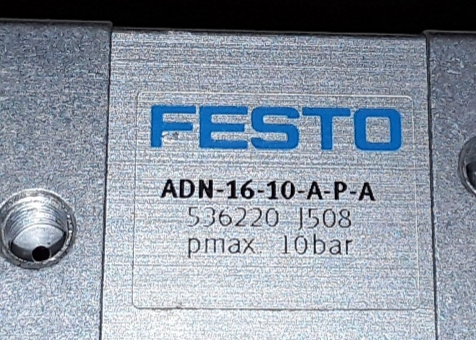 FESTO
ADN-16-10-A-P-A
536220 J508
pmax. 10bar